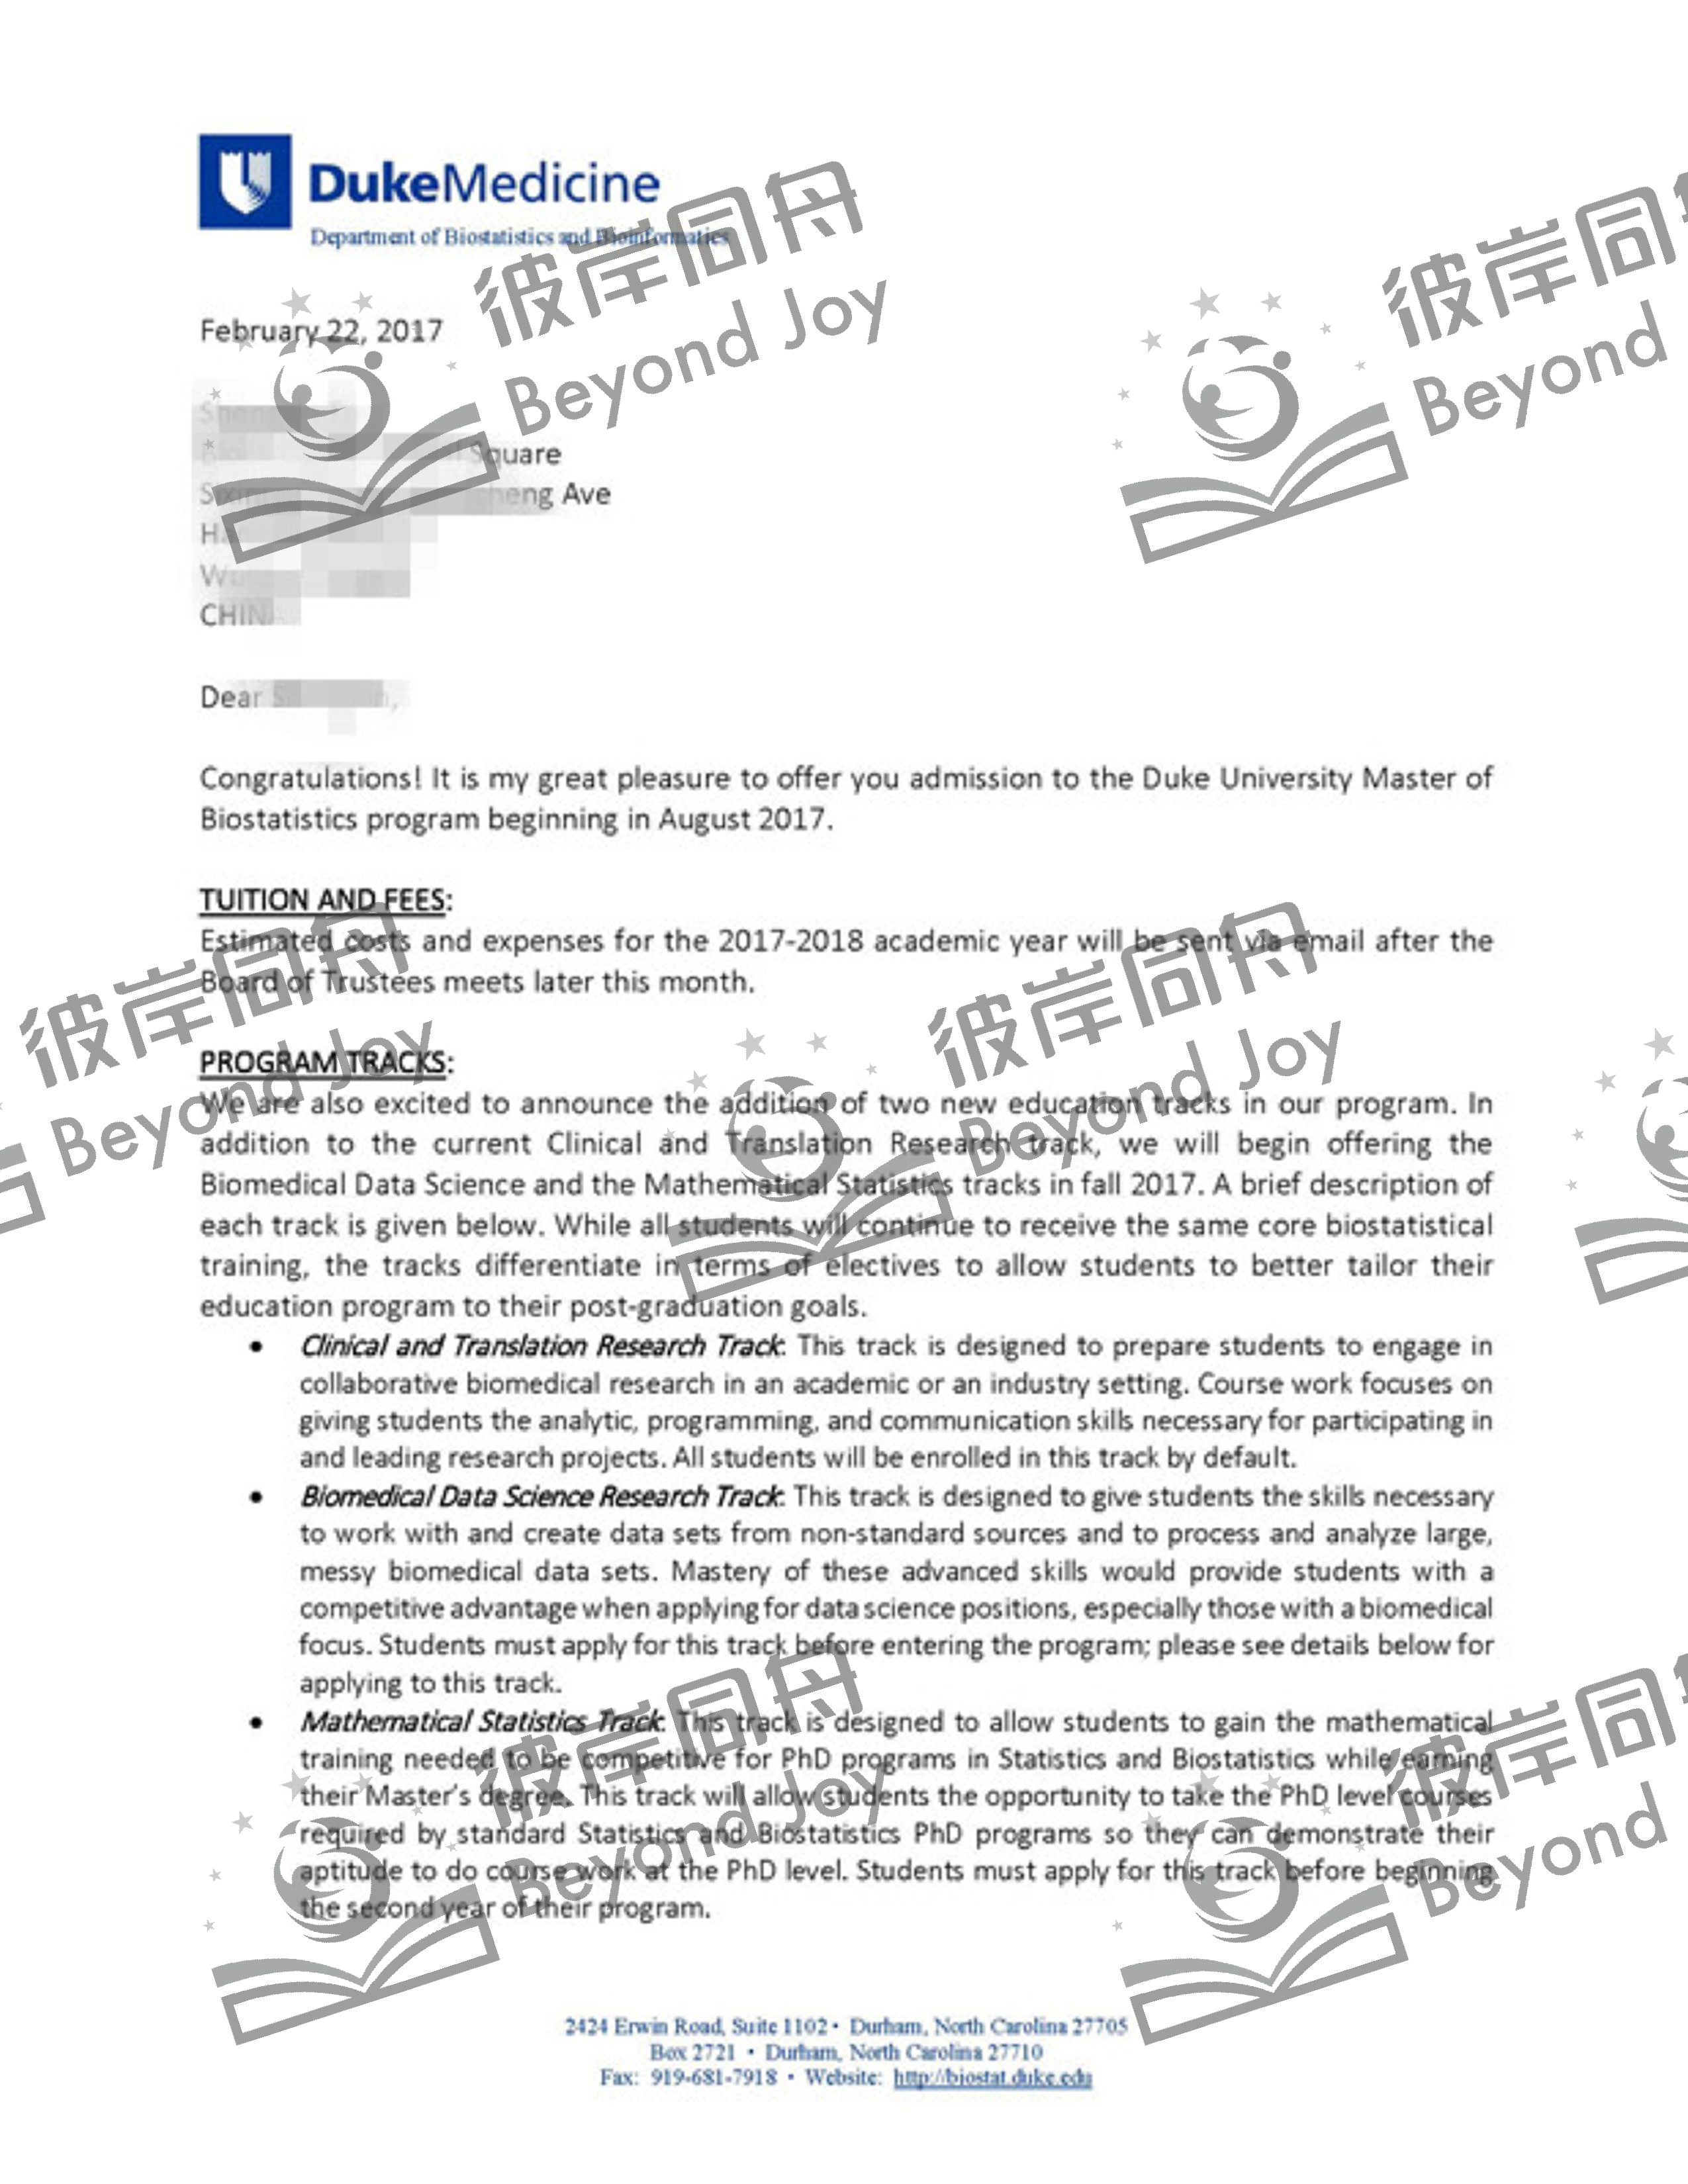 DukeMedicine
Department of Biostatistics and Bioinformatics
彼岸同舟
Beyond Joy
彼岸同
Beyond
February 22, 2017
Square
Ave
CHIN
Dear
Congratulations! It is my great pleasure to offer you admission to the Duke University Master of
Biostatistics program beginning in August 2017.
TUITION AND FEES:
Estimated costs and expenses for the 2017-2018 academic year will be sent via email after the
Board of Trustees meets later this month.
彼岸同舟
Beyond Joy
彼岸同舟
Beyond Joy
PROGRAM TRACKS:
We are also excited to announce the addition of two new education tracks in our program. In
addition to the current Clinical and Translation Research track, we will begin offering the
Biomedical Data Science and the Mathematical Statistics tracks in fall 2017. A brief description of
each track is given below. While all students will continue to receive the same core biostatistical
training, the tracks differentiate in terms of electives to allow students to better tailor their
education program to their post-graduation goals.
• Clinical and Translation Research Track: This track is designed to prepare students to engage in
collaborative biomedical research in an academic or an industry setting. Course work focuses on
giving students the analytic, programming, and communication skills necessary for participating in
and leading research projects. All students will be enrolled in this track by default.
• Biomedical Data Science Research Track: This track is designed to give students the skills necessary
to work with and create data sets from non-standard sources and to process and analyze large,
messy biomedical data sets. Mastery of these advanced skills would provide students with a
competitive advantage when applying for data science positions, especially those with a biomedical
focus. Students must apply for this track before entering the program; please see details below for
applying to this track.
• Mathematical Statistics Track: This track is designed to allow students to gain the mathematical
training needed to be competitive for PhD programs in Statistics and Biostatistics while earning
their Master's degree. This track will allow students the opportunity to take the PhD level courses
required by standard Statistics and Biostatistics PhD programs so they can demonstrate their
aptitude to do course work at the PhD level. Students must apply for this track before beginning
the second year of their program.
彼岸同舟
Beyond Joy
彼岸同
Beyond
2424 Erwin Road, Suite 1102 • Durham, North Carolina 27705
Box 2721 • Durham, North Carolina 27710
Fax: 919-681-7918 • Website: http://biostat.duke.edu